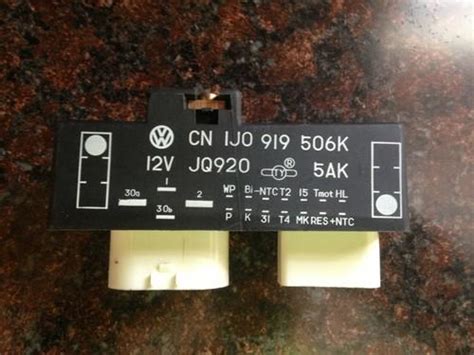 CN 1J0 919 506K
12V JQ920 TY 5AK
1
30a 2
30b
WP Bi -NTC T2 15 Tmot HL
P K 31 T4 MK RES +NTC